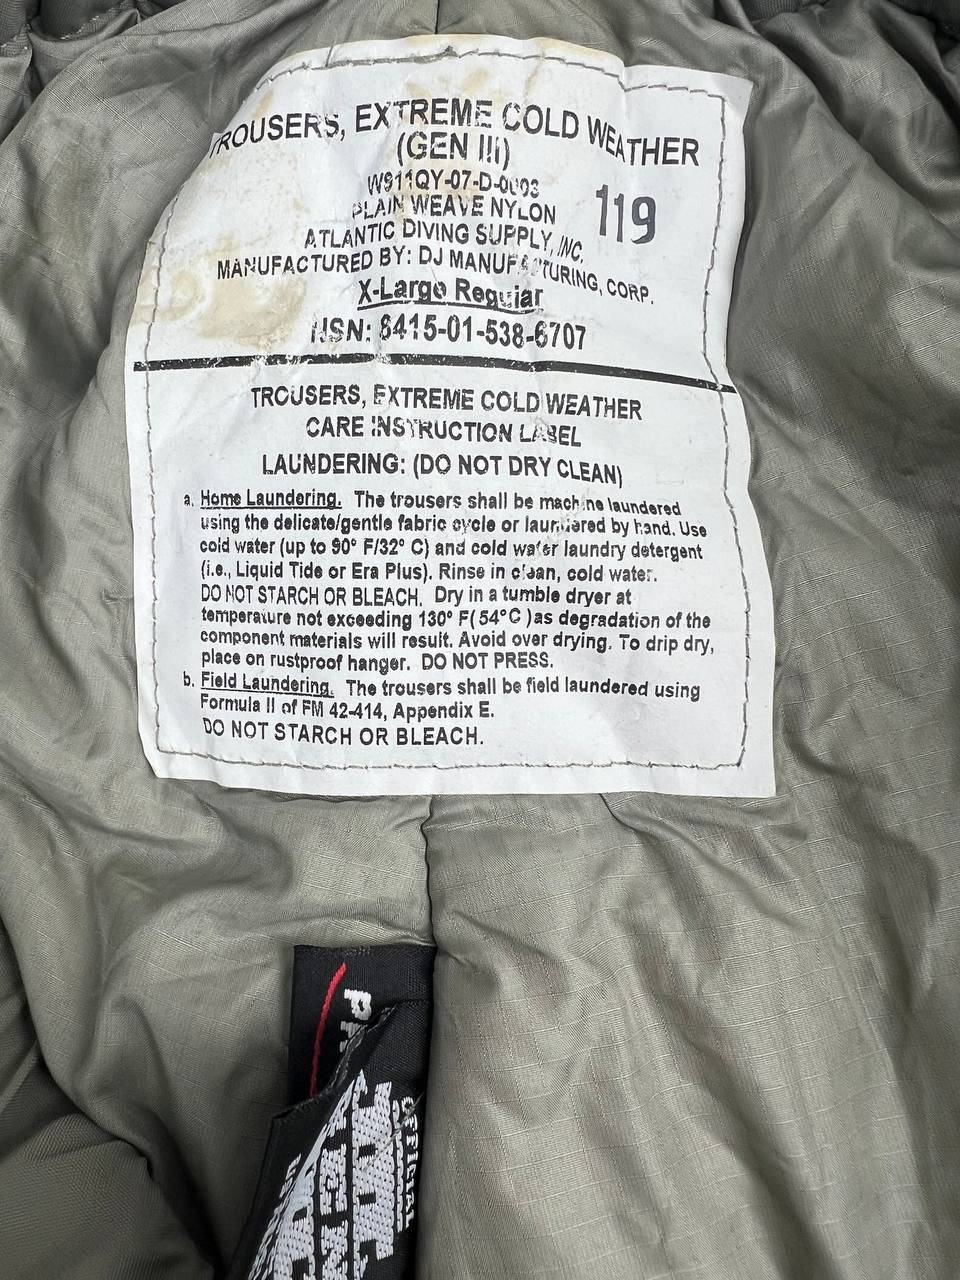 TROUSERS, EXTREME COLD WEATHER
(GEN III)
W911QY-07-D-0003
PLAIN WEAVE NYLON
119
ATLANTIC DIVING SUPPLY, INC.
MANUFACTURED BY: DJ MANUFACTURING, CORP.
X-Large Regular
NSN: 8415-01-538-6707
TROUSERS, EXTREME COLD WEATHER
CARE INSTRUCTION LABEL
LAUNDERING: (DO NOT DRY CLEAN)
a. Home Laundering. The trousers shall be machine laundered
using the delicate/gentle fabric cycle or laundered by hand. Use
cold water (up to 90° F/32° C) and cold water laundry detergent
(i.e., Liquid Tide or Era Plus). Rinse in clean, cold water.
DO NOT STARCH OR BLEACH. Dry in a tumble dryer at
temperature not exceeding 130° F(54°C )as degradation of the
component materials will result. Avoid over drying. To drip dry,
place on rustproof hanger. DO NOT PRESS.
b. Field Laundering. The trousers shall be field laundered using
Formula II of FM 42-414, Appendix E.
DO NOT STARCH OR BLEACH.
OFFICIAL